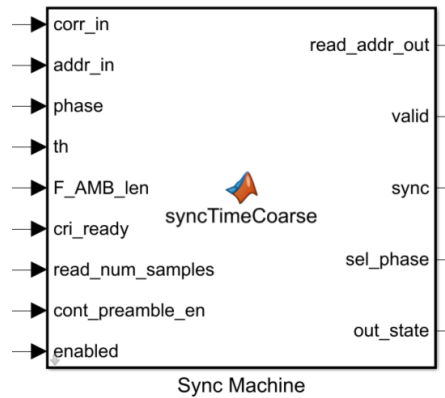 corr_in
addr_in
phase
th
F_AMB_len
cri_ready
read_num_samples
cont_preamble_en
enabled
syncTimeCoarse
read_addr_out
valid
sync
sel_phase
out_state
Sync Machine